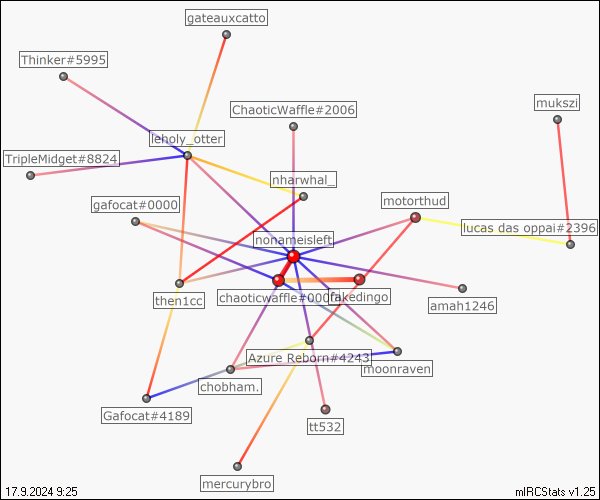 gateauxcatto
Thinker#5995
mukszi
ChaoticWaffle#2006
leholy_otter
TripleMidget#8824
nharwhal_
motorthud
gafocat#0000
lucas das oppai#2396
nonameisleft
chaoticwaffle#0000
fakedingo
then1cc
amah1246
Azure Reborn#4243
moonraven
chobham.
Gafocat#4189
tt532
mercurybro
17.9.2024 9:25
mIRCStats v1.25